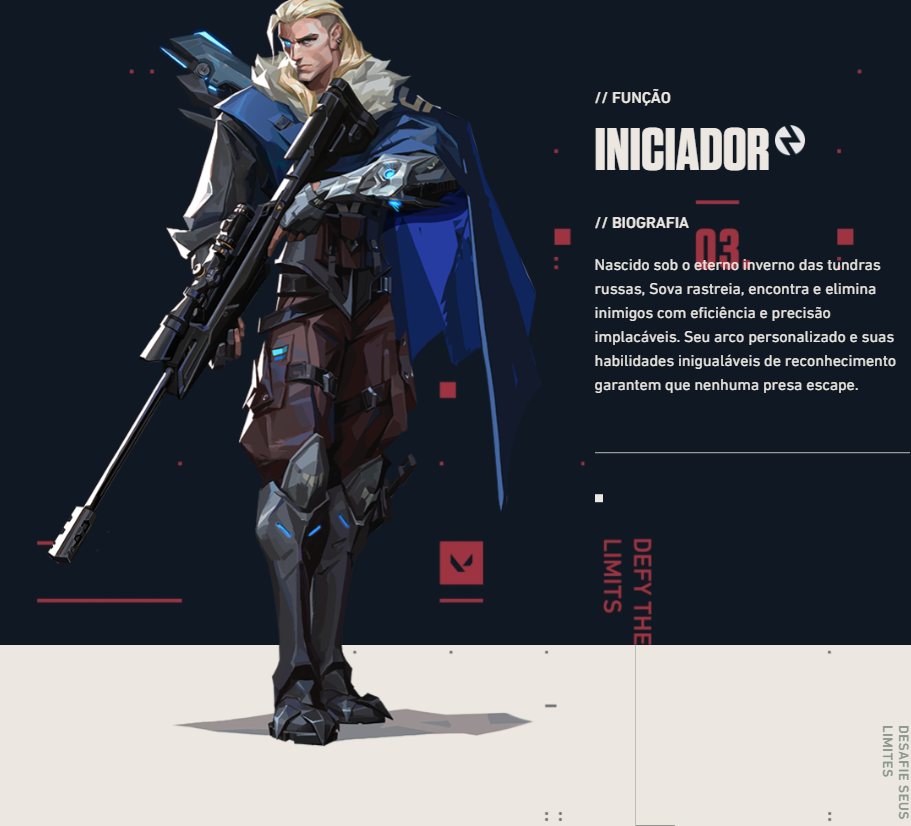 // FUNÇÃO
INICIADOR
// BIOGRAFIA
03
Nascido sob o eterno inverno das tundras
russas, Sova rastreia, encontra e elimina
inimigos com eficiência e precisão
implacáveis. Seu arco personalizado e suas
habilidades inigualáveis de reconhecimento
garantem que nenhuma presa escape.
DEFY THE
LIMITS
DESAFIE SEUS
LIMITES